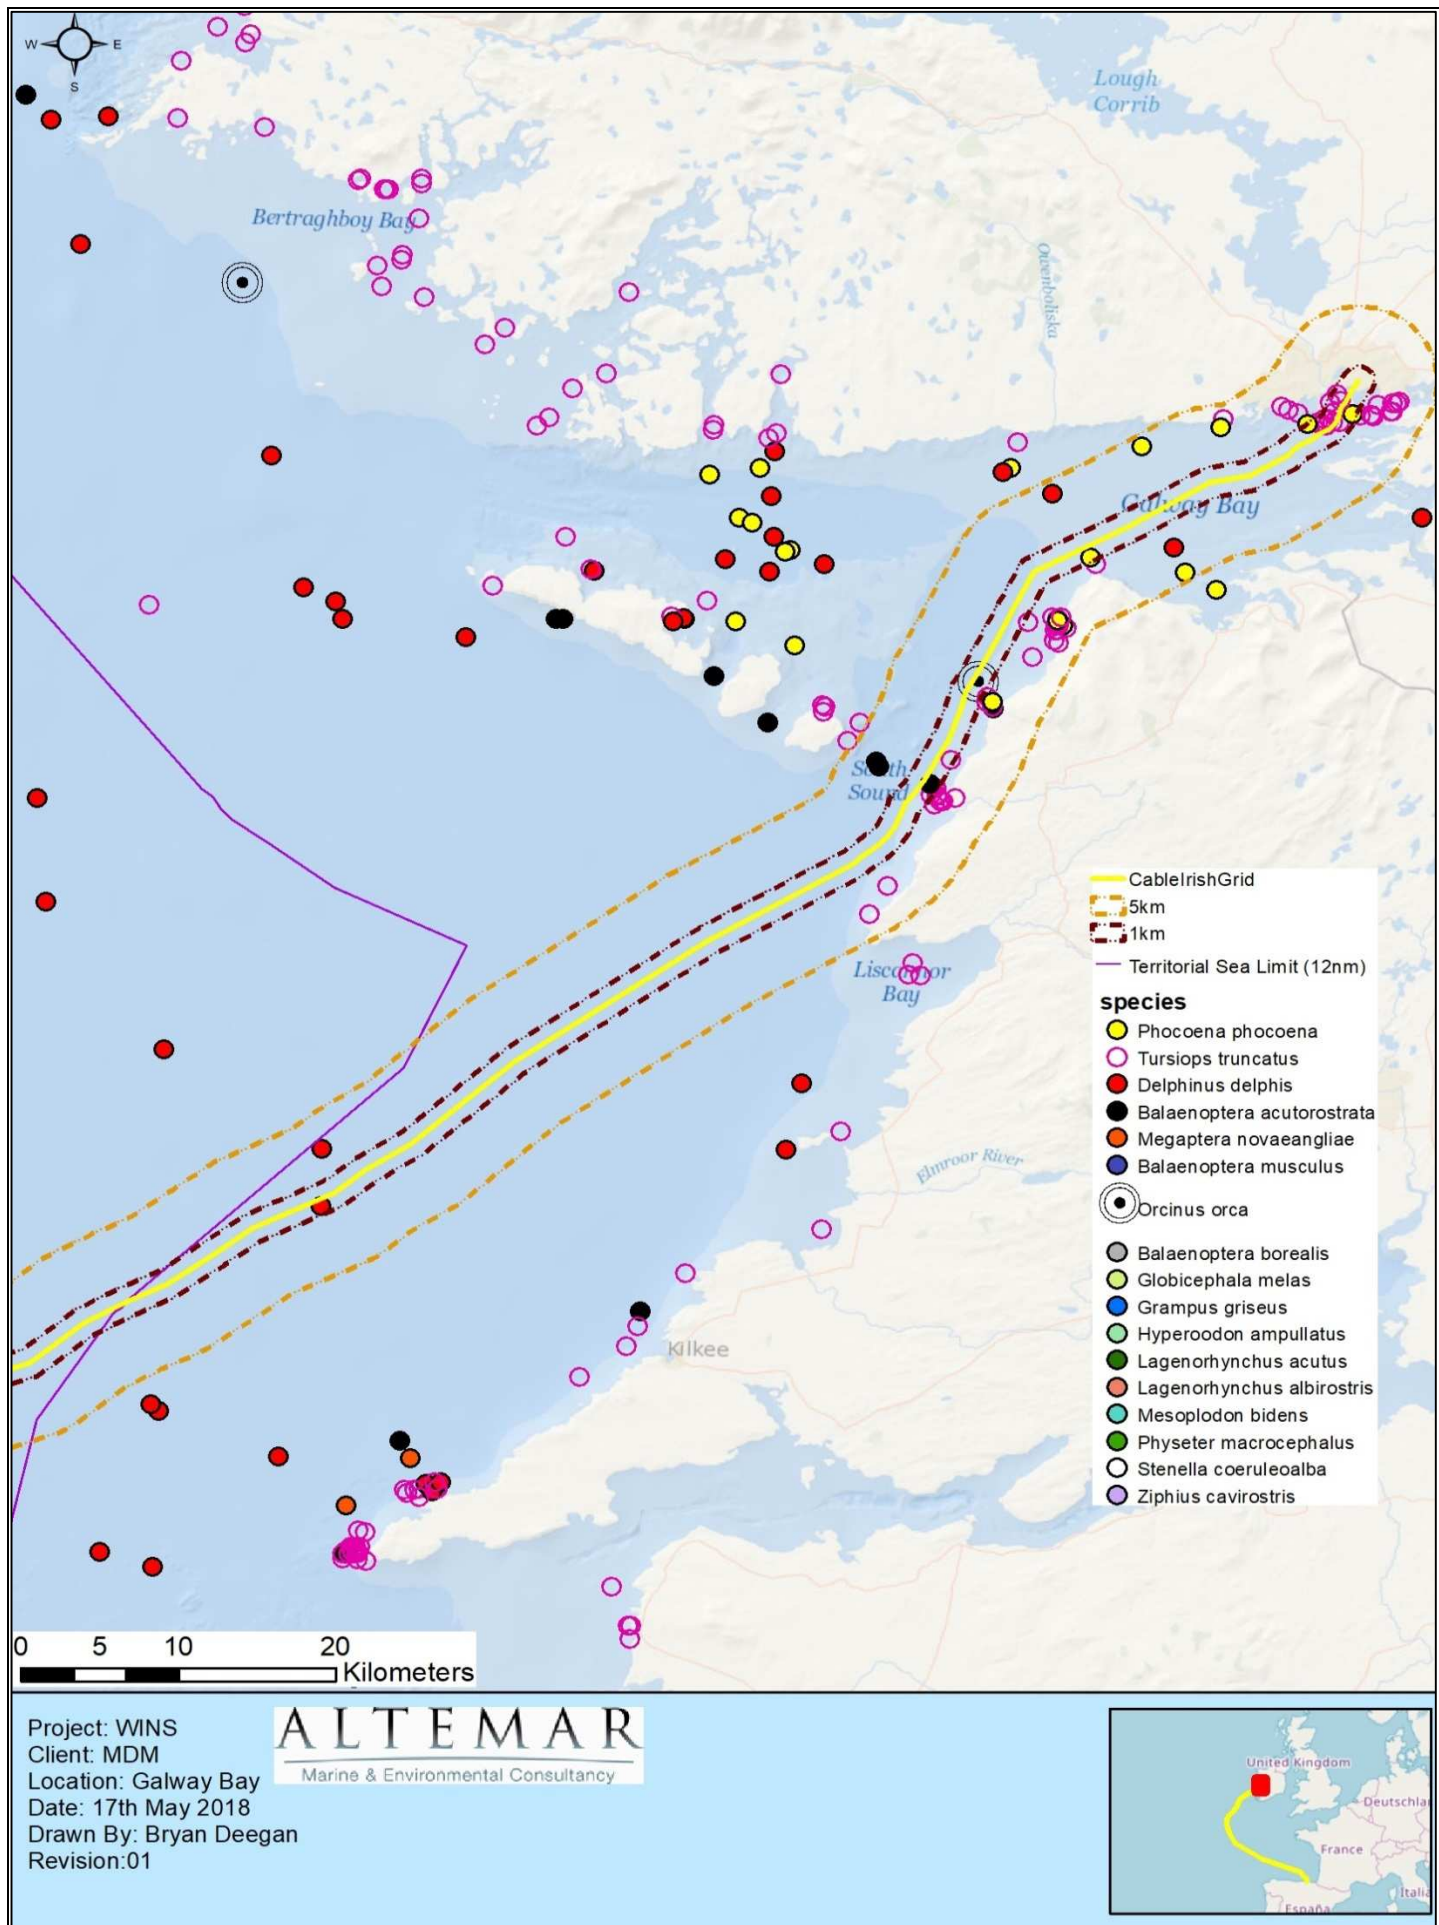 W
E
S
Lough
Corrib
Bertraghboy Bay
Owenboliska
Galway Bay
South
Sound
CableIrishGrid
5km
1km
Territorial Sea Limit (12nm)
Liscannor
Bay
species
Phocoena phocoena
Tursiops truncatus
Delphinus delphis
Balaenoptera acutorostrata
Megaptera novaeangliae
Balaenoptera musculus
Orcinus orca
Balaenoptera borealis
Globicephala melas
Grampus griseus
Hyperoodon ampullatus
Lagenorhynchus acutus
Lagenorhynchus albirostris
Mesoplodon bidens
Physeter macrocephalus
Stenella coeruleoalba
Ziphius cavirostris
Elmroor River
Kilkee
0 5 10 20
Kilometers
Project: WINS
Client: MDM
Location: Galway Bay
Date: 17th May 2018
Drawn By: Bryan Deegan
Revision:01
ALTEMAR
Marine & Environmental Consultancy
United Kingdom
Deutschla
France
España
Italia